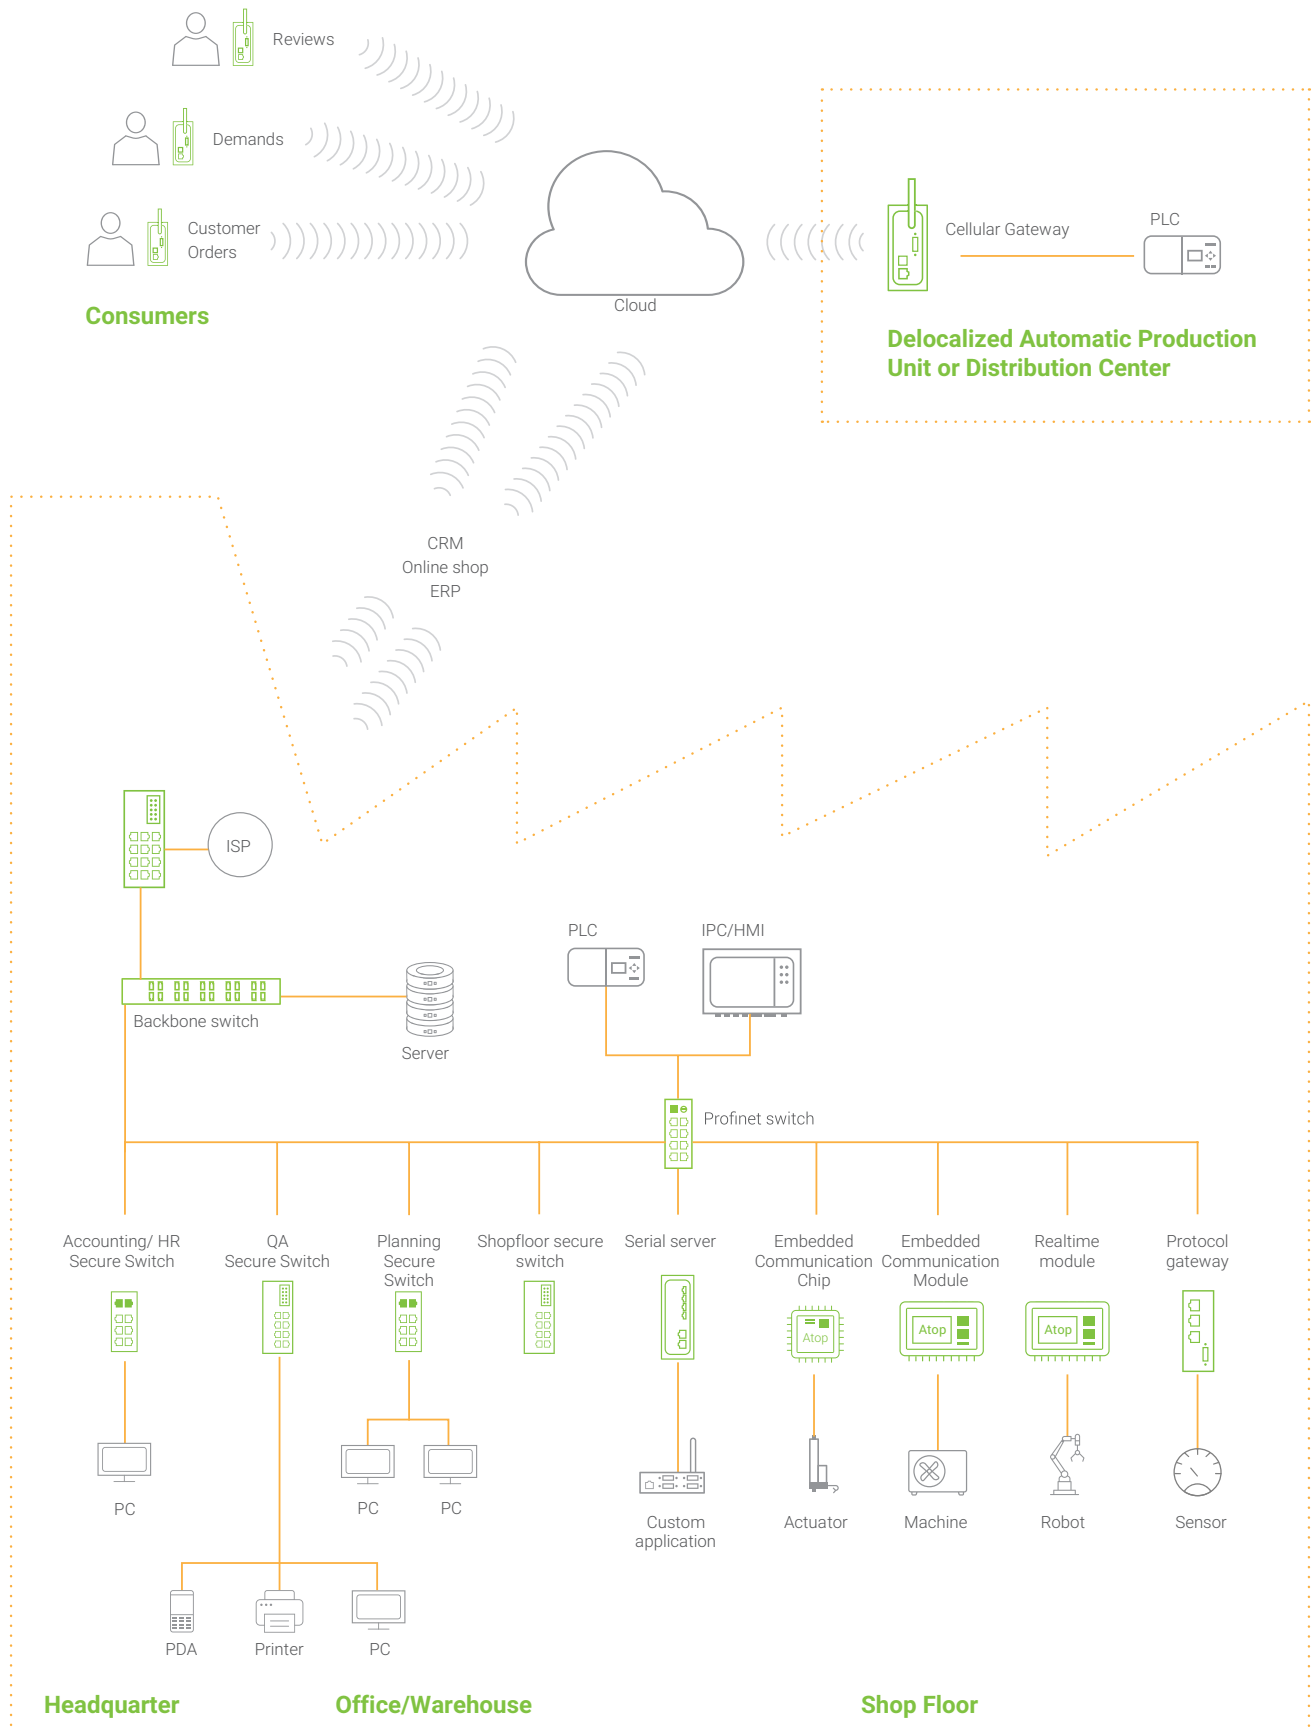 Reviews
Demands
Customer
Orders
Consumers
Cloud
Cellular Gateway
PLC
Delocalized Automatic Production
Unit or Distribution Center
CRM
Online shop
ERP
ISP
Backbone switch
Server
PLC
IPC/HMI
Profinet switch
Accounting/ HR
Secure Switch
QA
Secure Switch
Planning
Secure
Switch
Shopfloor secure
switch
Serial server
Embedded
Communication
Chip
Embedded
Communication
Module
Realtime
module
Protocol
gateway
Atop
Atop
Atop
PC
PC
PC
Custom
application
Actuator
Machine
Robot
Sensor
PDA
Printer
PC
Headquarter
Office/Warehouse
Shop Floor